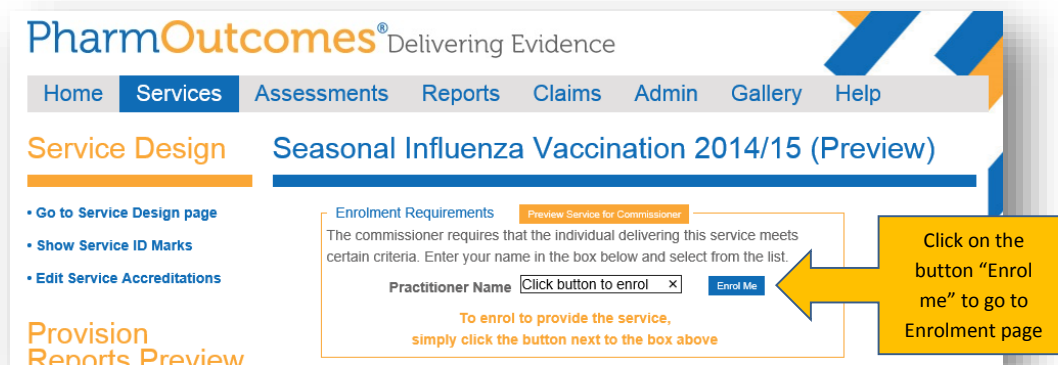 PharmOutcomes® Delivering Evidence
Home Services Assessments Reports Claims Admin Gallery Help
Service Design
Seasonal Influenza Vaccination 2014/15 (Preview)
• Go to Service Design page
• Show Service ID Marks
• Edit Service Accreditations
Provision
Reports Preview
Enrolment Requirements Preview Service for Commissioner
The commissioner requires that the individual delivering this service meets
certain criteria. Enter your name in the box below and select from the list.
Practitioner Name Click button to enrol × Enrol Me
To enrol to provide the service,
simply click the button next to the box above
Click on the
button “Enrol
me” to go to
Enrolment page